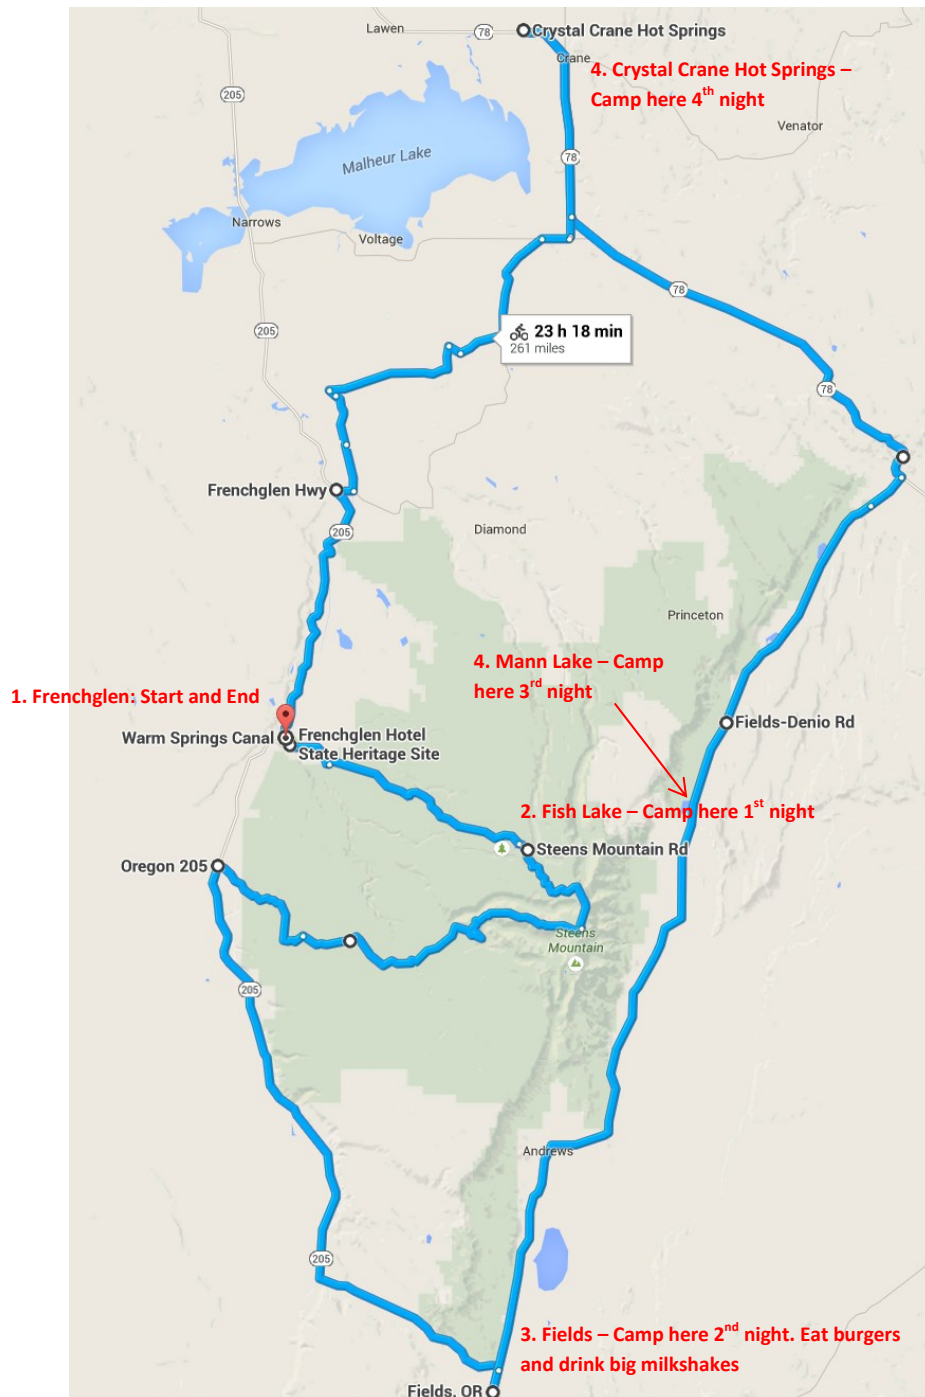 Lawen
78
Crystal Crane Hot Springs
Crane
4. Crystal Crane Hot Springs –
Camp here 4th night
205
Venator
Malheur Lake
78
Narrows
Voltage
78
205
23 h 18 min
261 miles
78
Frenchglen Hwy
205
Diamond
Princeton
4. Mann Lake – Camp
here 3rd night
1. Frenchglen: Start and End
Warm Springs Canal
Frenchglen Hotel
State Heritage Site
Fields-Denio Rd
2. Fish Lake – Camp here 1st night
Steens Mountain Rd
Oregon 205
Steens
Mountain
205
Andrews
205
3. Fields – Camp here 2nd night. Eat burgers
and drink big milkshakes
Fields, OR